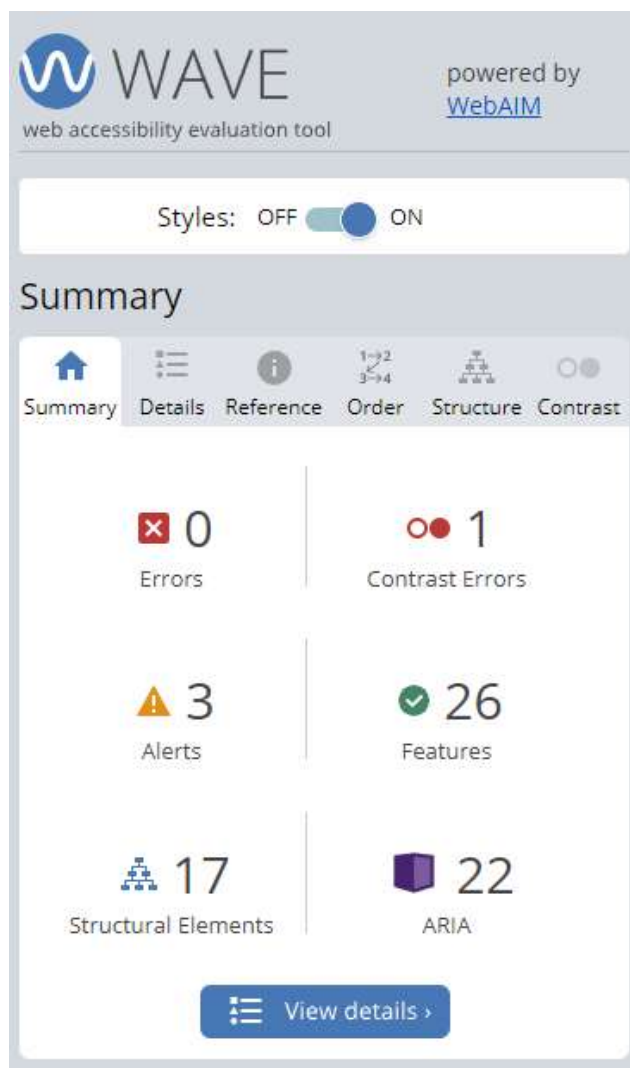 WAVE
powered by
WebAIM
web accessibility evaluation tool
Styles: OFF ON
Summary
1 2
3 4
Summary Details Reference Order Structure Contrast
0 1
Errors Contrast Errors
3 26
Alerts Features
17 22
Structural Elements ARIA
View details ›